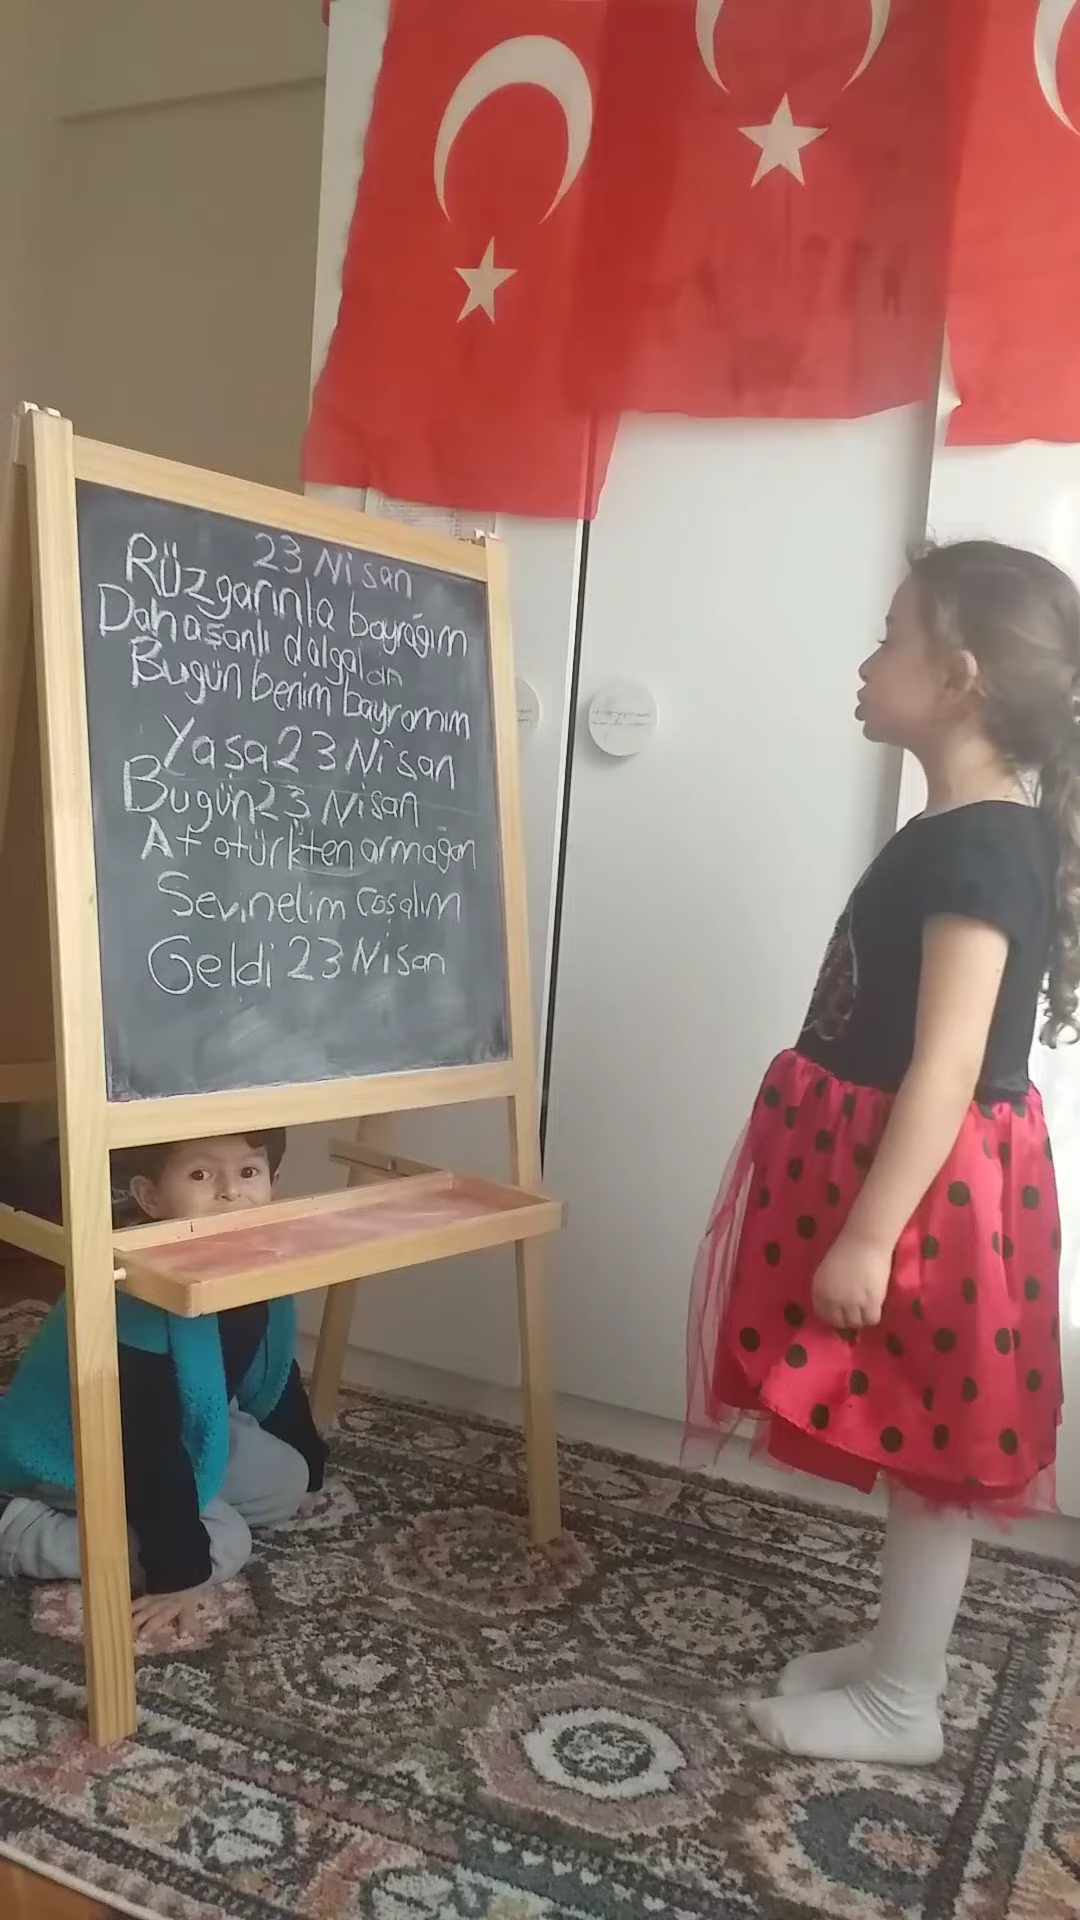 23 Nisan
Rüzgarınla bayrağım
Daha şanlı dalgalan
Bugün benim bayramım
Yaşa 23 Nisan
Bugün 23 Nisan
Atatürkten armağan
Sevinelim coşalım
Geldi 23 Nisan